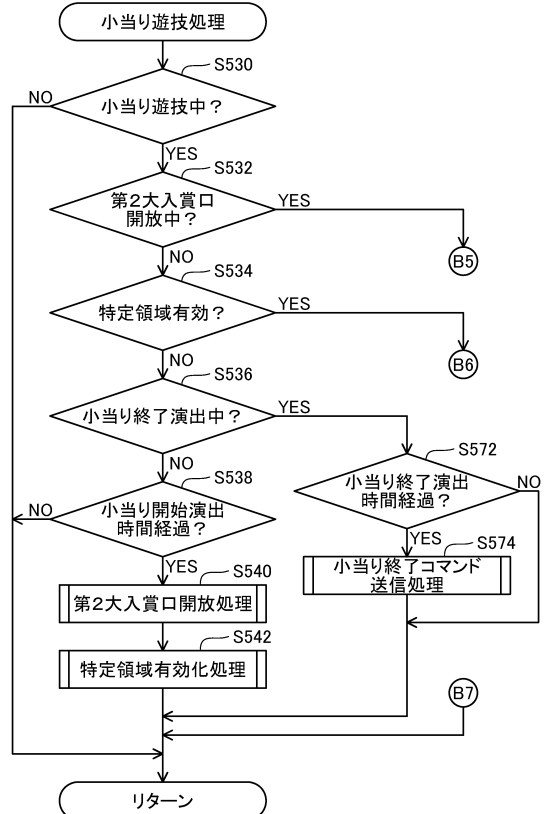 小当り遊技処理
S530
小当り遊技中？
NO
YES
S532
第2大入賞口
開放中？
YES
B5
NO
S534
特定領域有効？
YES
B6
NO
S536
小当り終了演出中？
YES
NO
S572
小当り終了演出
時間経過？
NO
YES
S538
小当り開始演出
時間経過？
NO
YES
S574
小当り終了コマンド
送信処理
S540
第2大入賞口開放処理
S542
特定領域有効化処理
B7
リターン